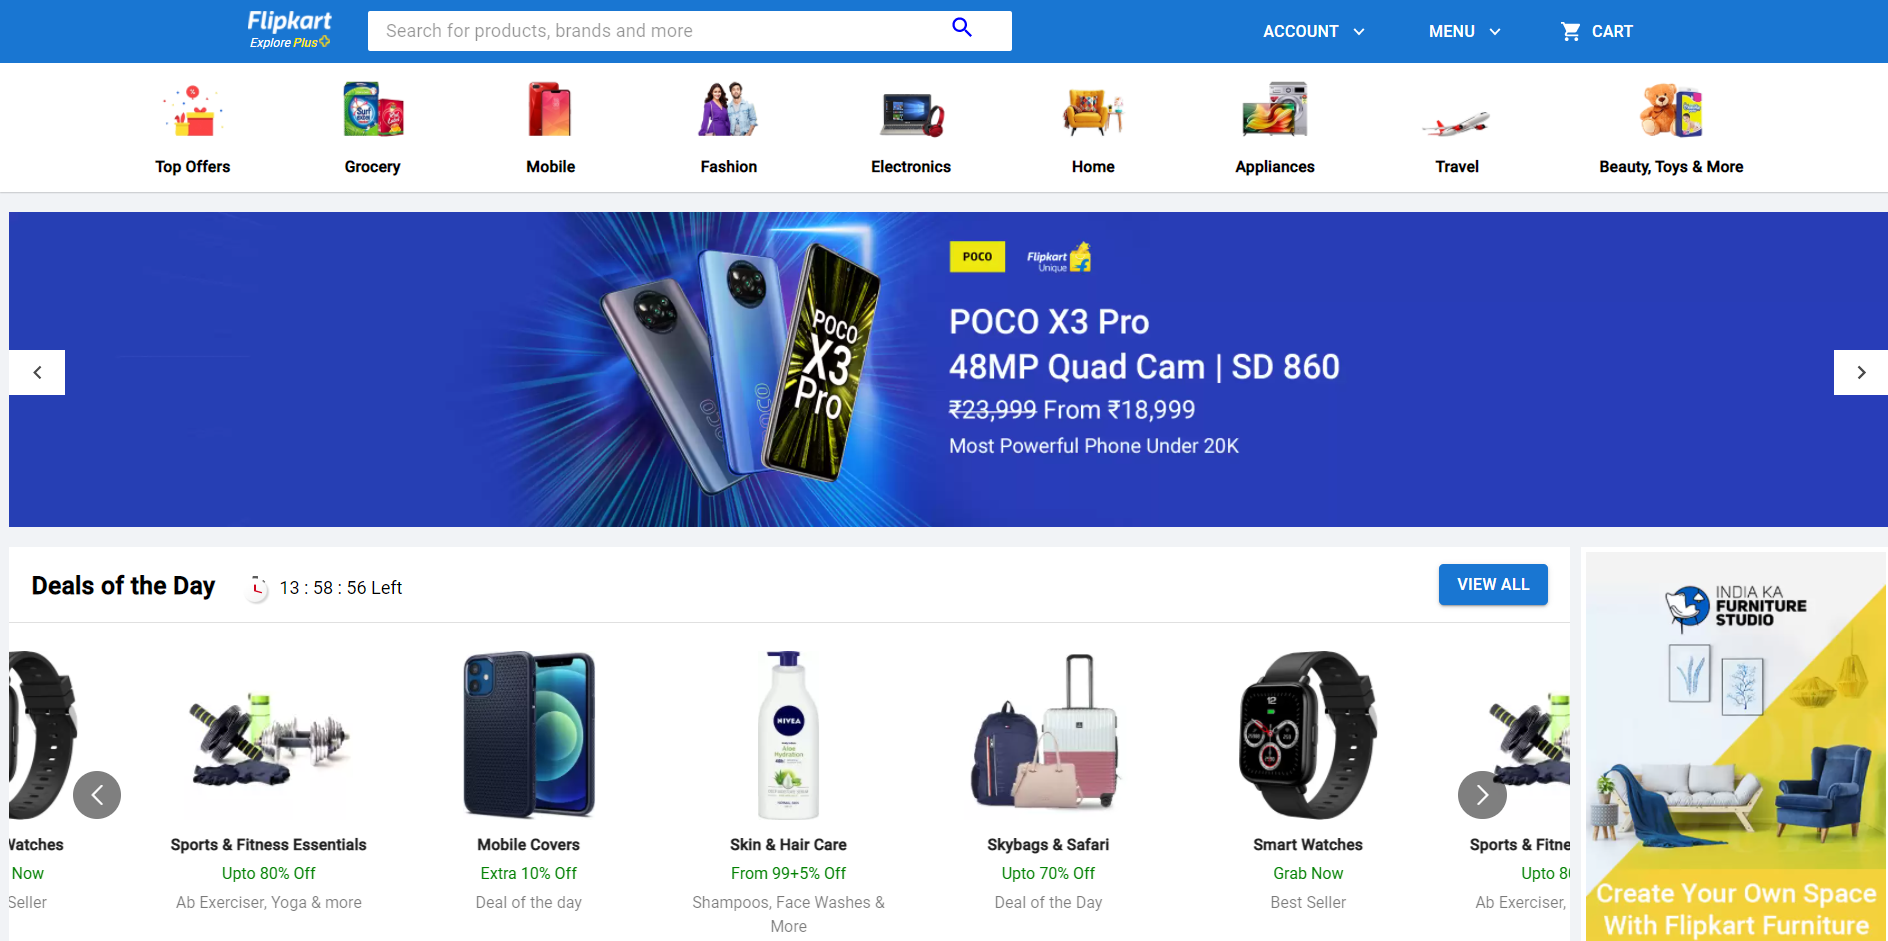 Flipkart
Explore Plus
Search for products, brands and more
ACCOUNT
MENU
CART
Top Offers
Grocery
Mobile
Fashion
Electronics
Home
Appliances
Travel
Beauty, Toys & More
POCO
Flipkart
Unique
POCO X3 Pro
48MP Quad Cam | SD 860
₹23,999 From ₹18,999
Most Powerful Phone Under 20K
POCO
X3
Pro
Deals of the Day
13 : 58 : 56 Left
VIEW ALL
INDIA KA
FURNITURE
STUDIO
NIVEA
Aloe
Hydration
Watches
Now
Seller
Sports & Fitness Essentials
Upto 80% Off
Ab Exerciser, Yoga & more
Mobile Covers
Extra 10% Off
Deal of the day
Skin & Hair Care
From 99+5% Off
Shampoos, Face Washes &
More
Skybags & Safari
Upto 70% Off
Deal of the Day
Smart Watches
Grab Now
Best Seller
Sports & Fitne
Upto 80
Ab Exerciser,
Create Your Own Space
With Flipkart Furniture